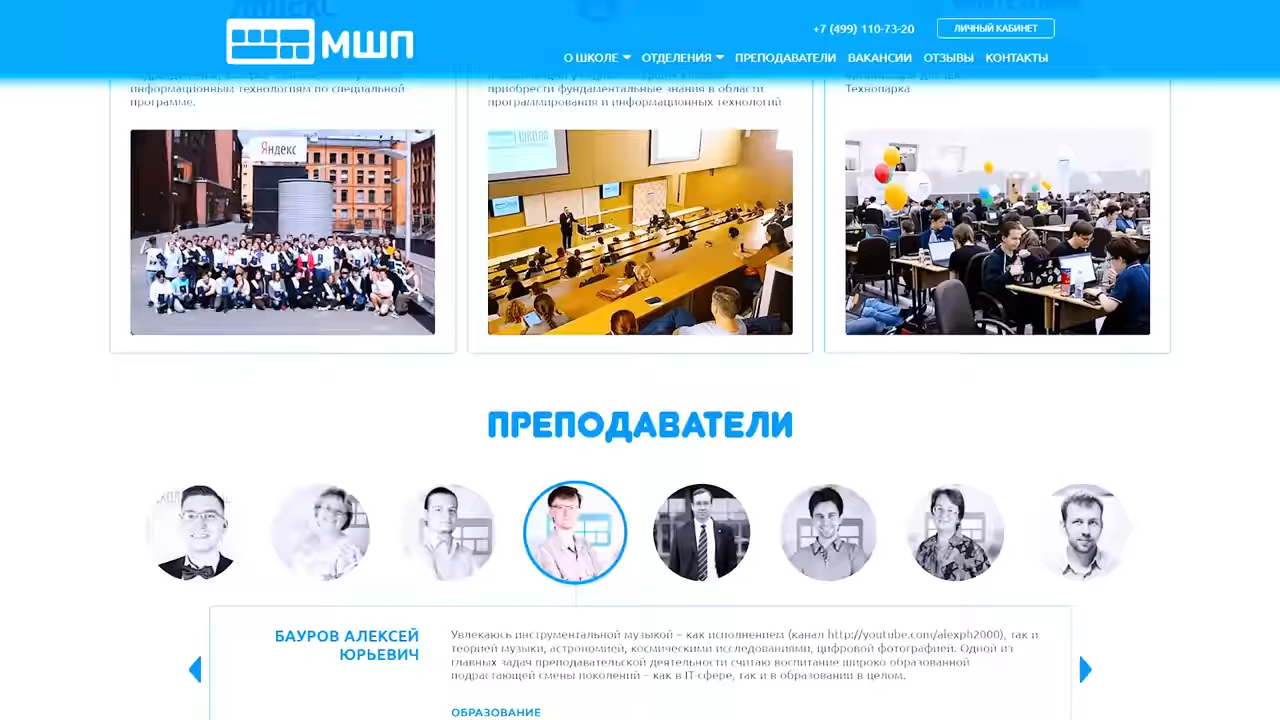 МШП
+7 (499) 110-73-20
ЛИЧНЫЙ КАБИНЕТ
О ШКОЛЕ
ОТДЕЛЕНИЯ
ПРЕПОДАВАТЕЛИ
ВАКАНСИИ
ОТЗЫВЫ
КОНТАКТЫ
информационным технологиям по специальной
программе.
приобрести фундаментальные знания в области
программирования и информационных технологий
Технопарка
Яндекс
ПРЕПОДАВАТЕЛИ
БАУРОВ АЛЕКСЕЙ
ЮРЬЕВИЧ
Увлекаюсь инструментальной музыкой – как исполнением (канал http://youtube.com/alexph2000), так и
теорией музыки, астрономией, космическими исследованиями, цифровой фотографией. Одной из
главных задач преподавательской деятельности считаю воспитание широко образованной
подрастающей смены поколений – как в IT-сфере, так и в образовании в целом.
ОБРАЗОВАНИЕ